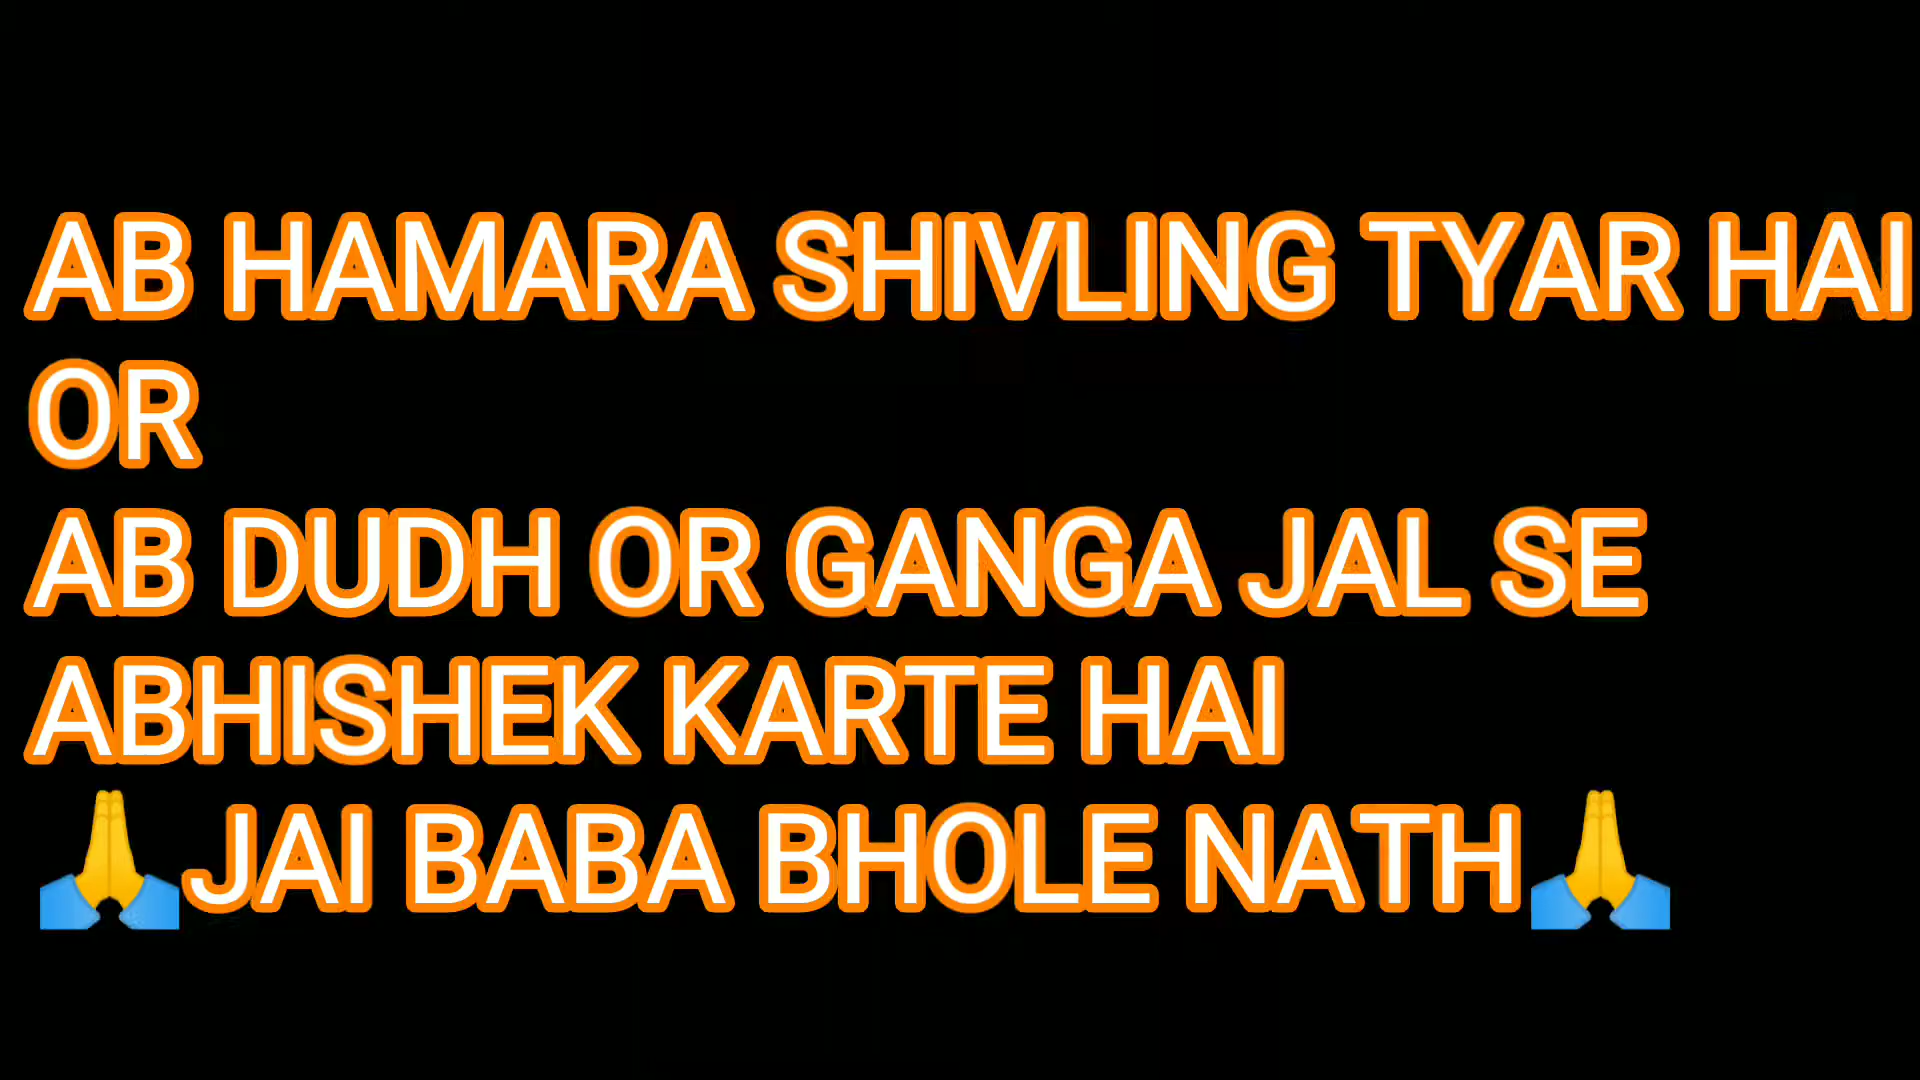 AB HAMARA SHIVLING TYAR HAI
OR
AB DUDH OR GANGA JAL SE
ABHISHEK KARTE HAI
🙏JAI BABA BHOLE NATH🙏